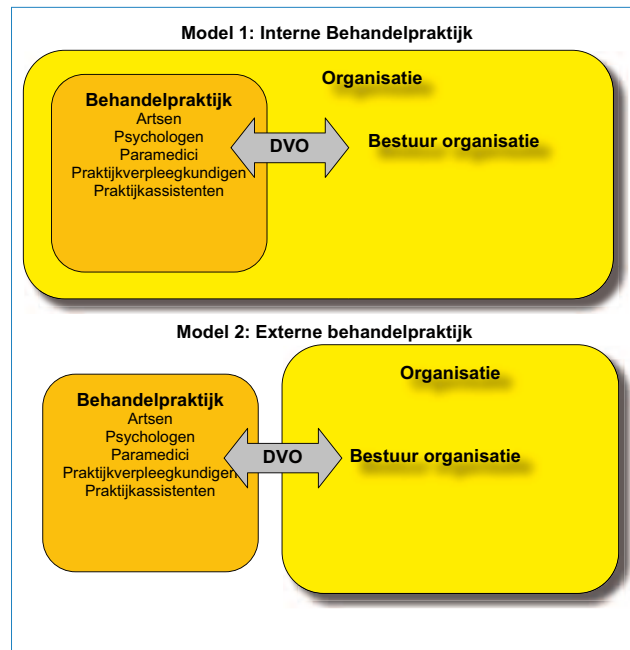 Model 1: Interne Behandelpraktijk
Organisatie
Behandelpraktijk
Artsen
Psychologen
Paramedici
Praktijkverpleegkundigen
Praktijkassistenten
DVO
Bestuur organisatie
Model 2: Externe behandelpraktijk
Organisatie
Behandelpraktijk
Artsen
Psychologen
Paramedici
Praktijkverpleegkundigen
Praktijkassistenten
DVO
Bestuur organisatie